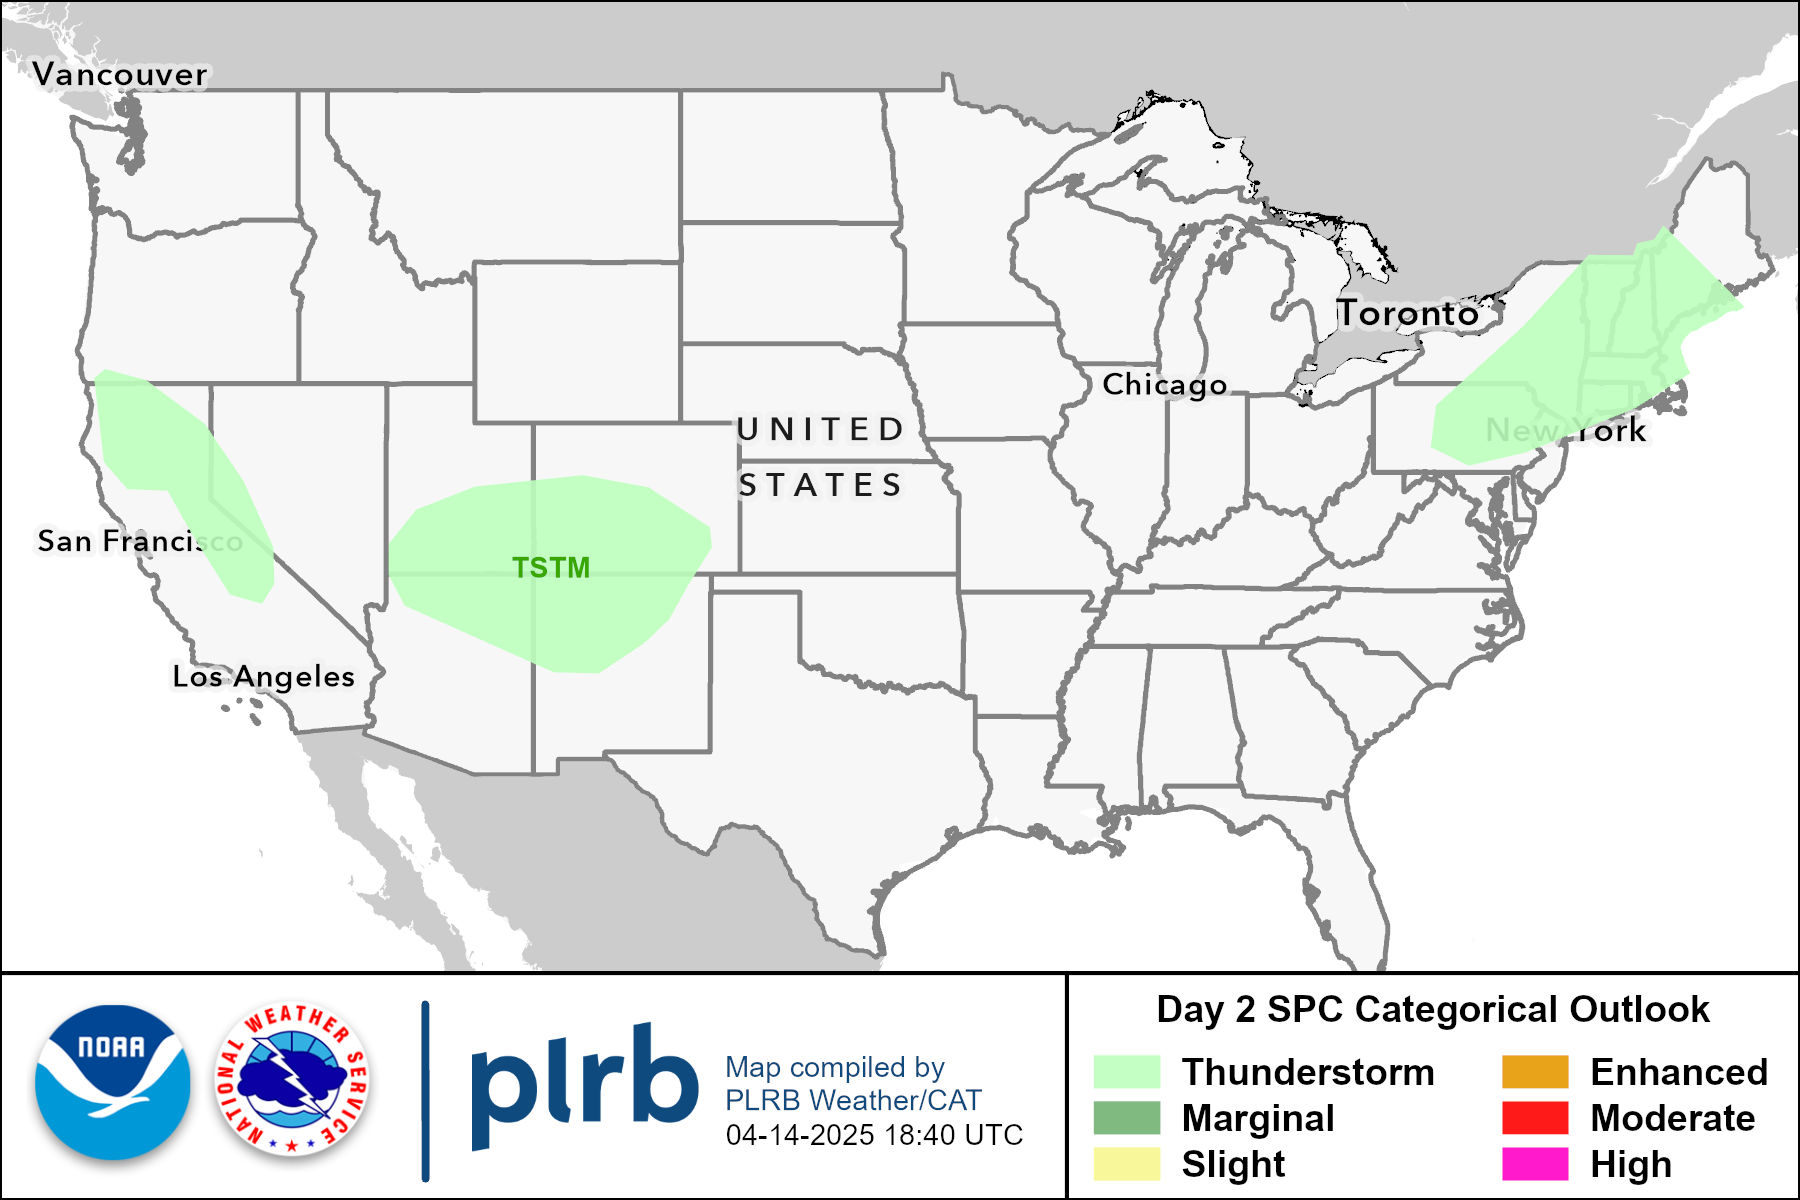 Vancouver
Toronto
Chicago
UNITED
New York
STATES
San Francisco
TSTM
Los Angeles
NOAA
NATIONAL WEATHER SERVICE
plrb
Map compiled by
PLRB Weather/CAT
04-14-2025 18:40 UTC
Day 2 SPC Categorical Outlook
Thunderstorm
Enhanced
Marginal
Moderate
Slight
High